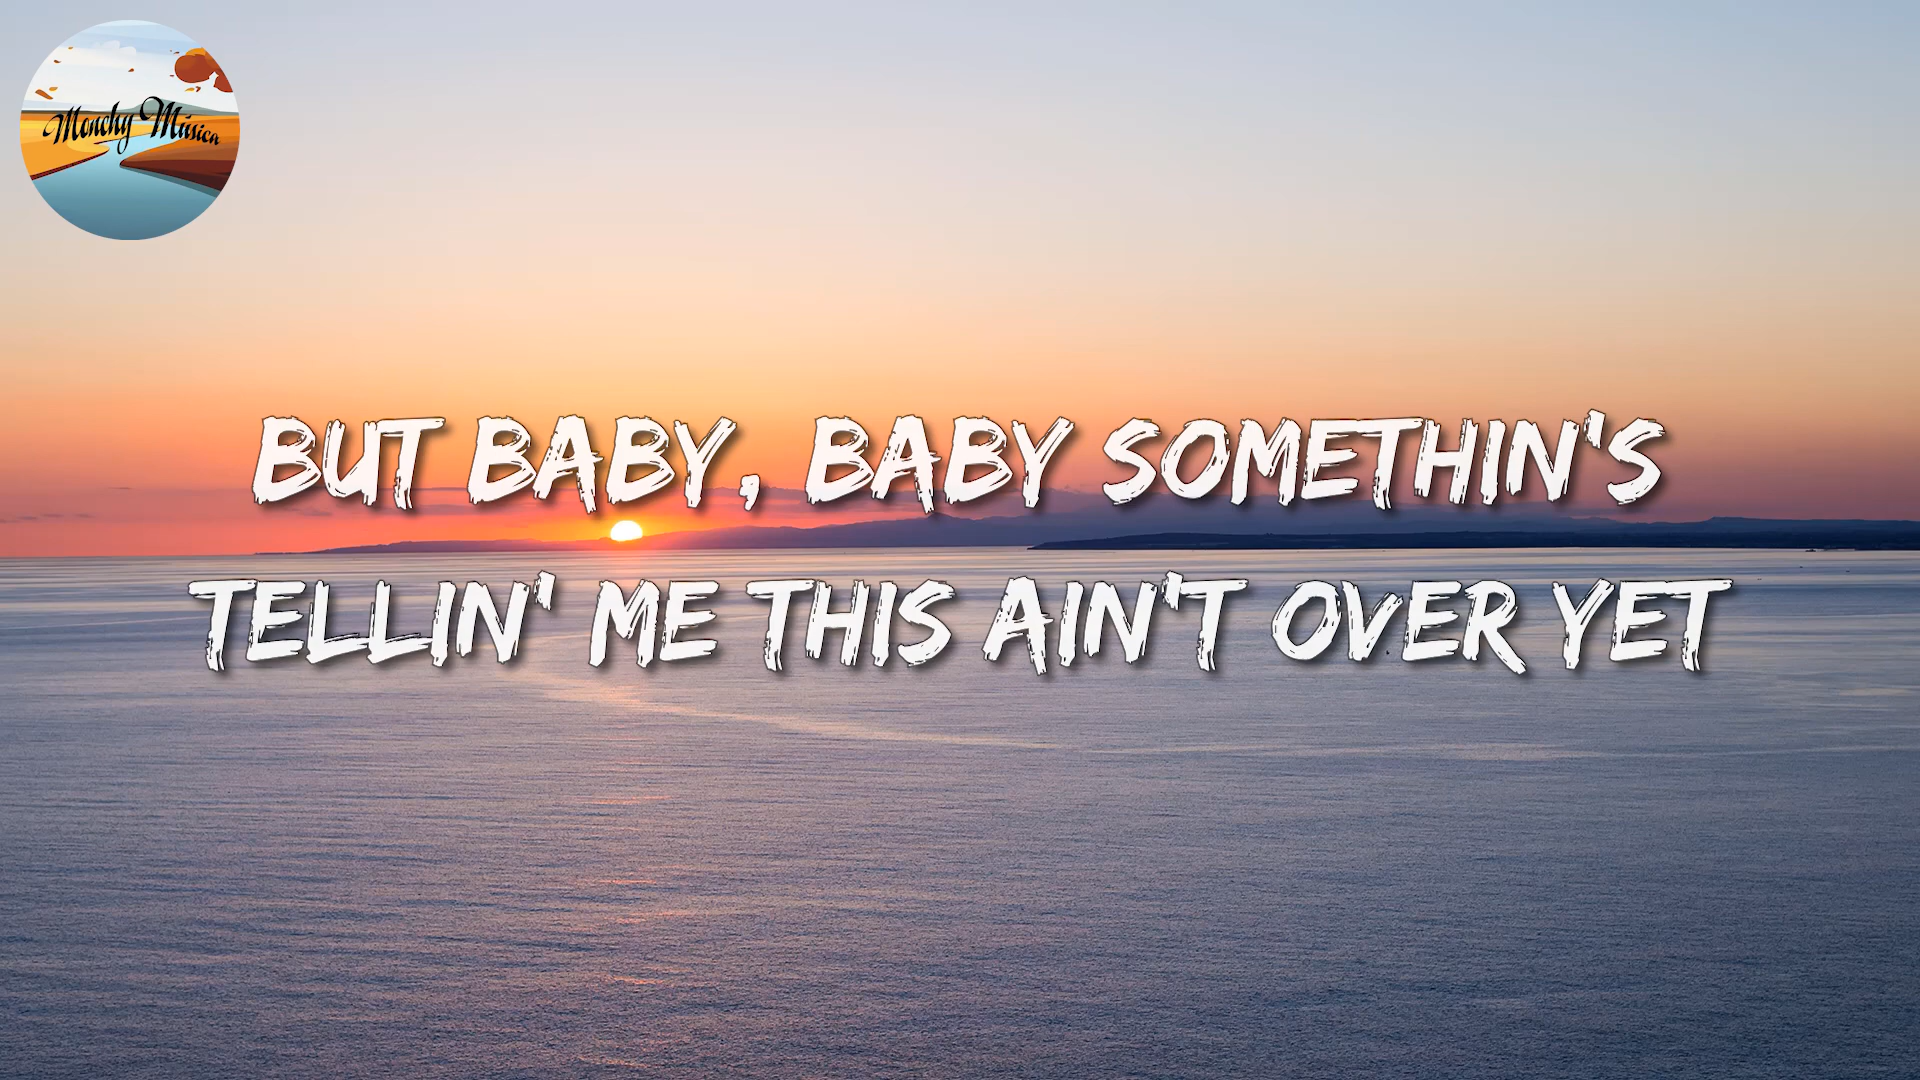 Monchy Música
BUT BABY, BABY SOMETHIN'S
TELLIN' ME THIS AIN'T OVER YET